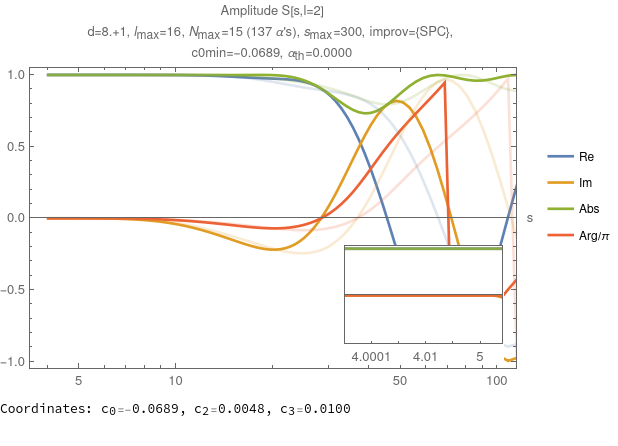 Amplitude S[s,l=2]
d=8.+1, lmax=16, Nmax=15 (137 α's), smax=300, improv={SPC},
c0min=-0.0689, αth=0.0000
1.0
0.5
0.0
-0.5
-1.0
s
Re
Im
Abs
Arg/π
4.0001 4.01 5
5 10 50 100
Coordinates: c0=-0.0689, c2=0.0048, c3=0.0100